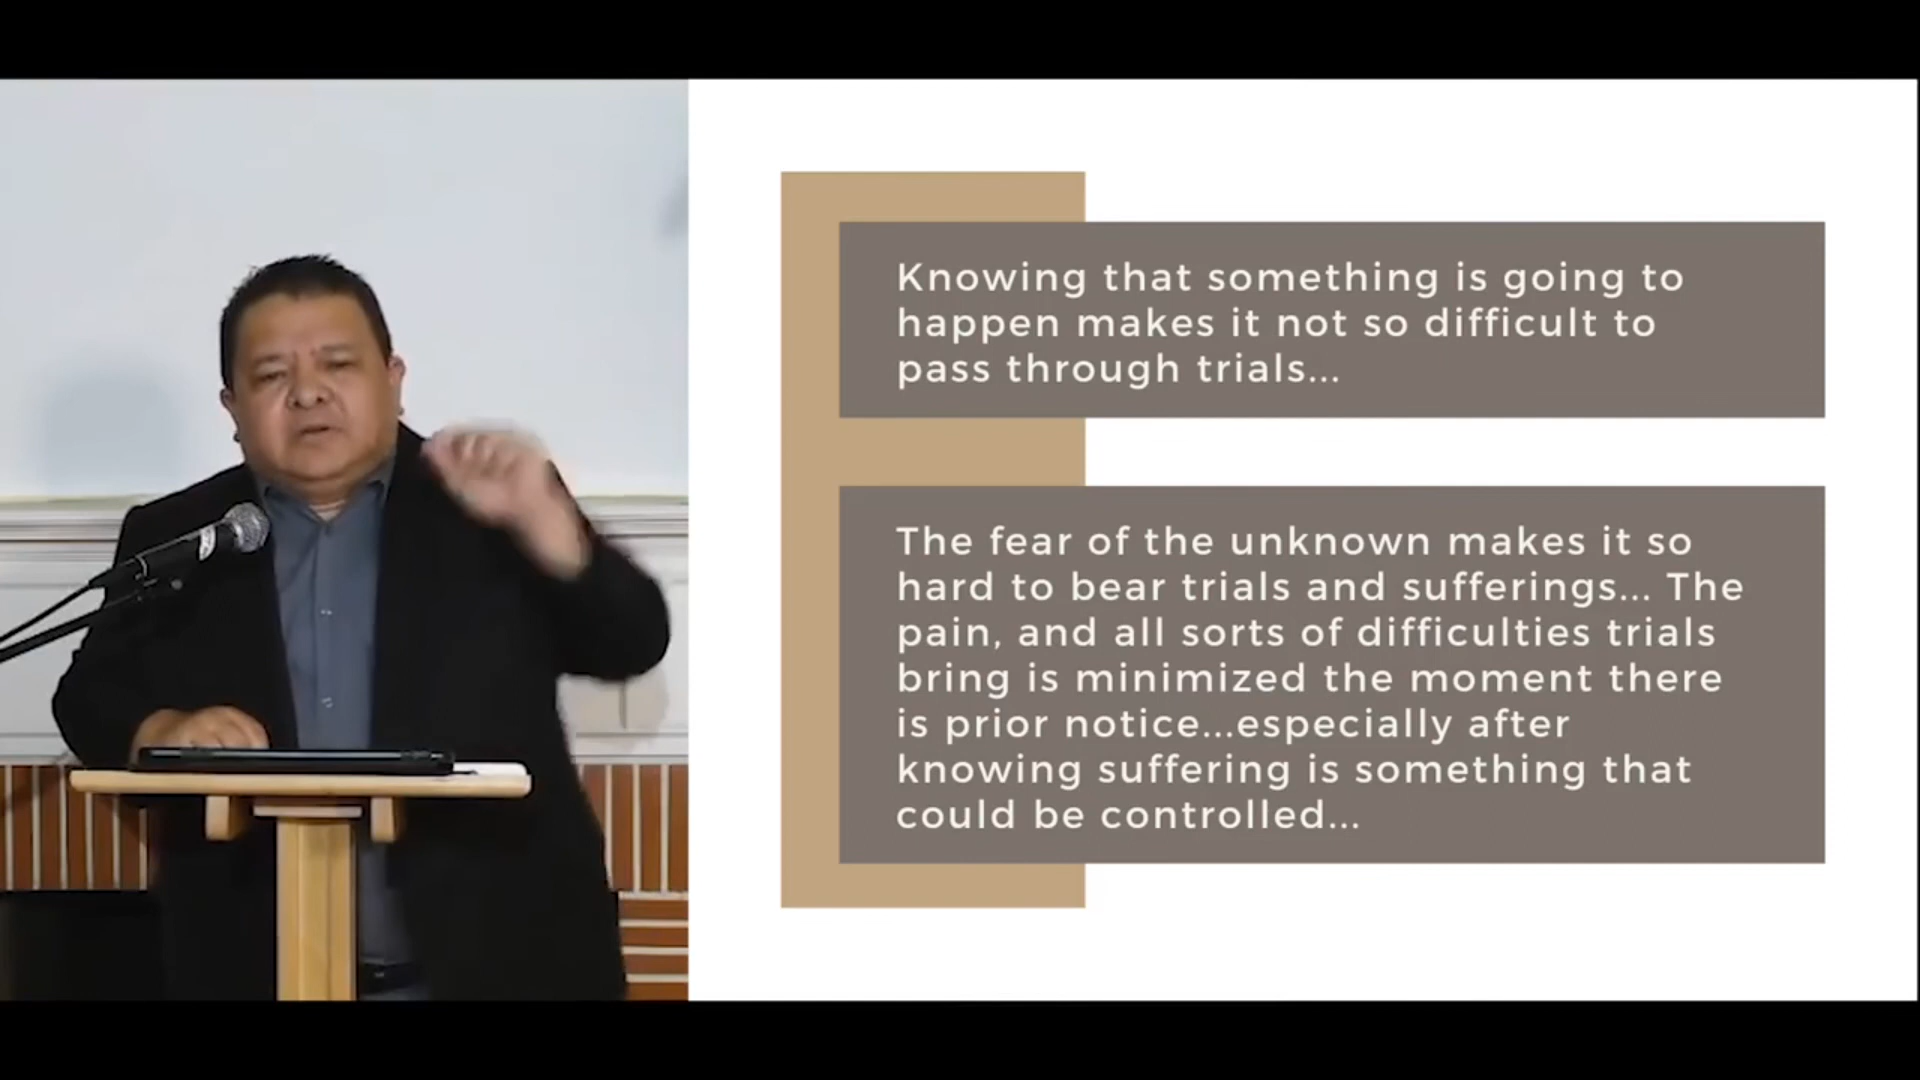 Knowing that something is going to
happen makes it not so difficult to
pass through trials...
The fear of the unknown makes it so
hard to bear trials and sufferings... The
pain, and all sorts of difficulties trials
bring is minimized the moment there
is prior notice...especially after
knowing suffering is something that
could be controlled...